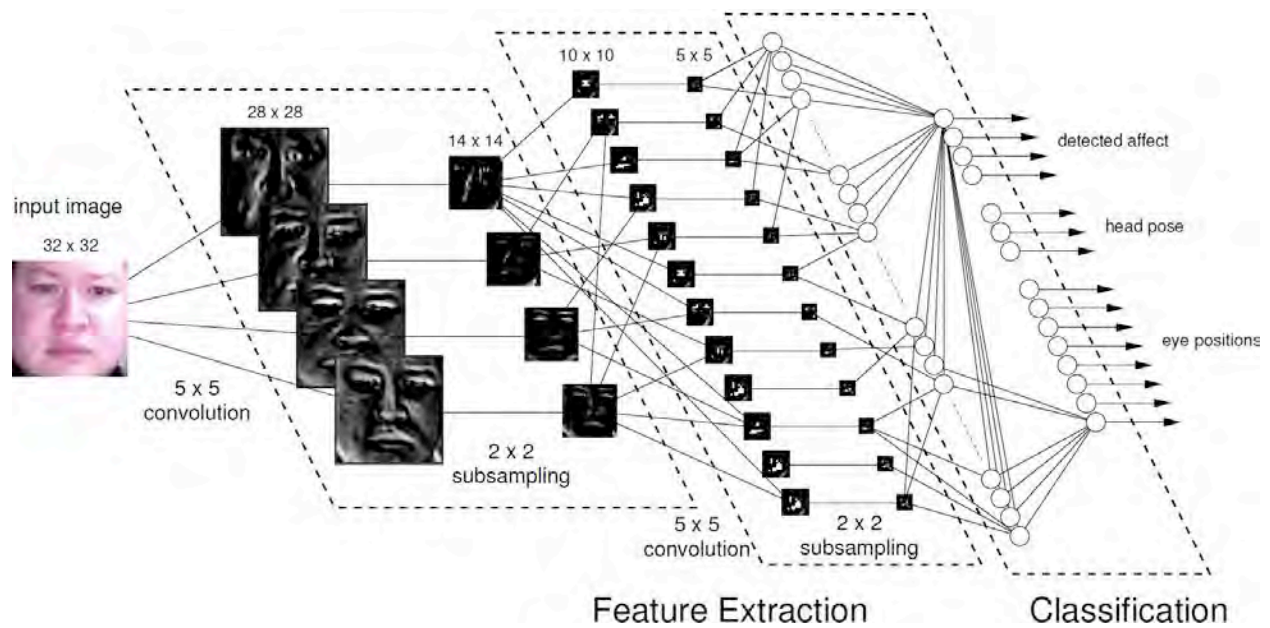 input image
32 x 32
5 x 5
convolution
28 x 28
14 x 14
2 x 2
subsampling
10 x 10
5 x 5
5 x 5
convolution
2 x 2
subsampling
detected affect
head pose
eye positions
Feature Extraction
Classification